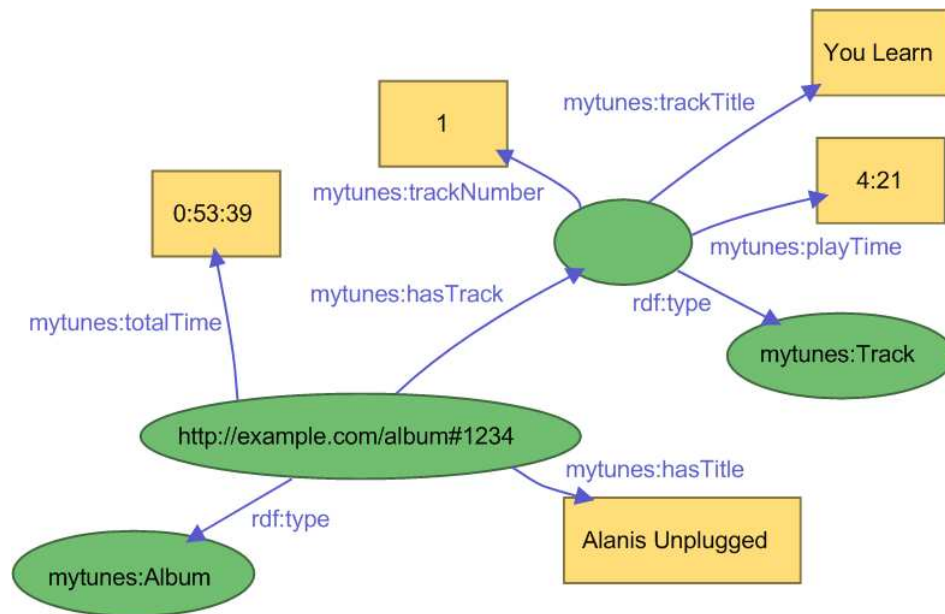 You Learn
mytunes:trackTitle
1
4:21
mytunes:trackNumber
0:53:39
mytunes:playTime
mytunes:hasTrack
rdf:type
mytunes:totalTime
mytunes:Track
http://example.com/album#1234
mytunes:hasTitle
rdf:type
Alanis Unplugged
mytunes:Album